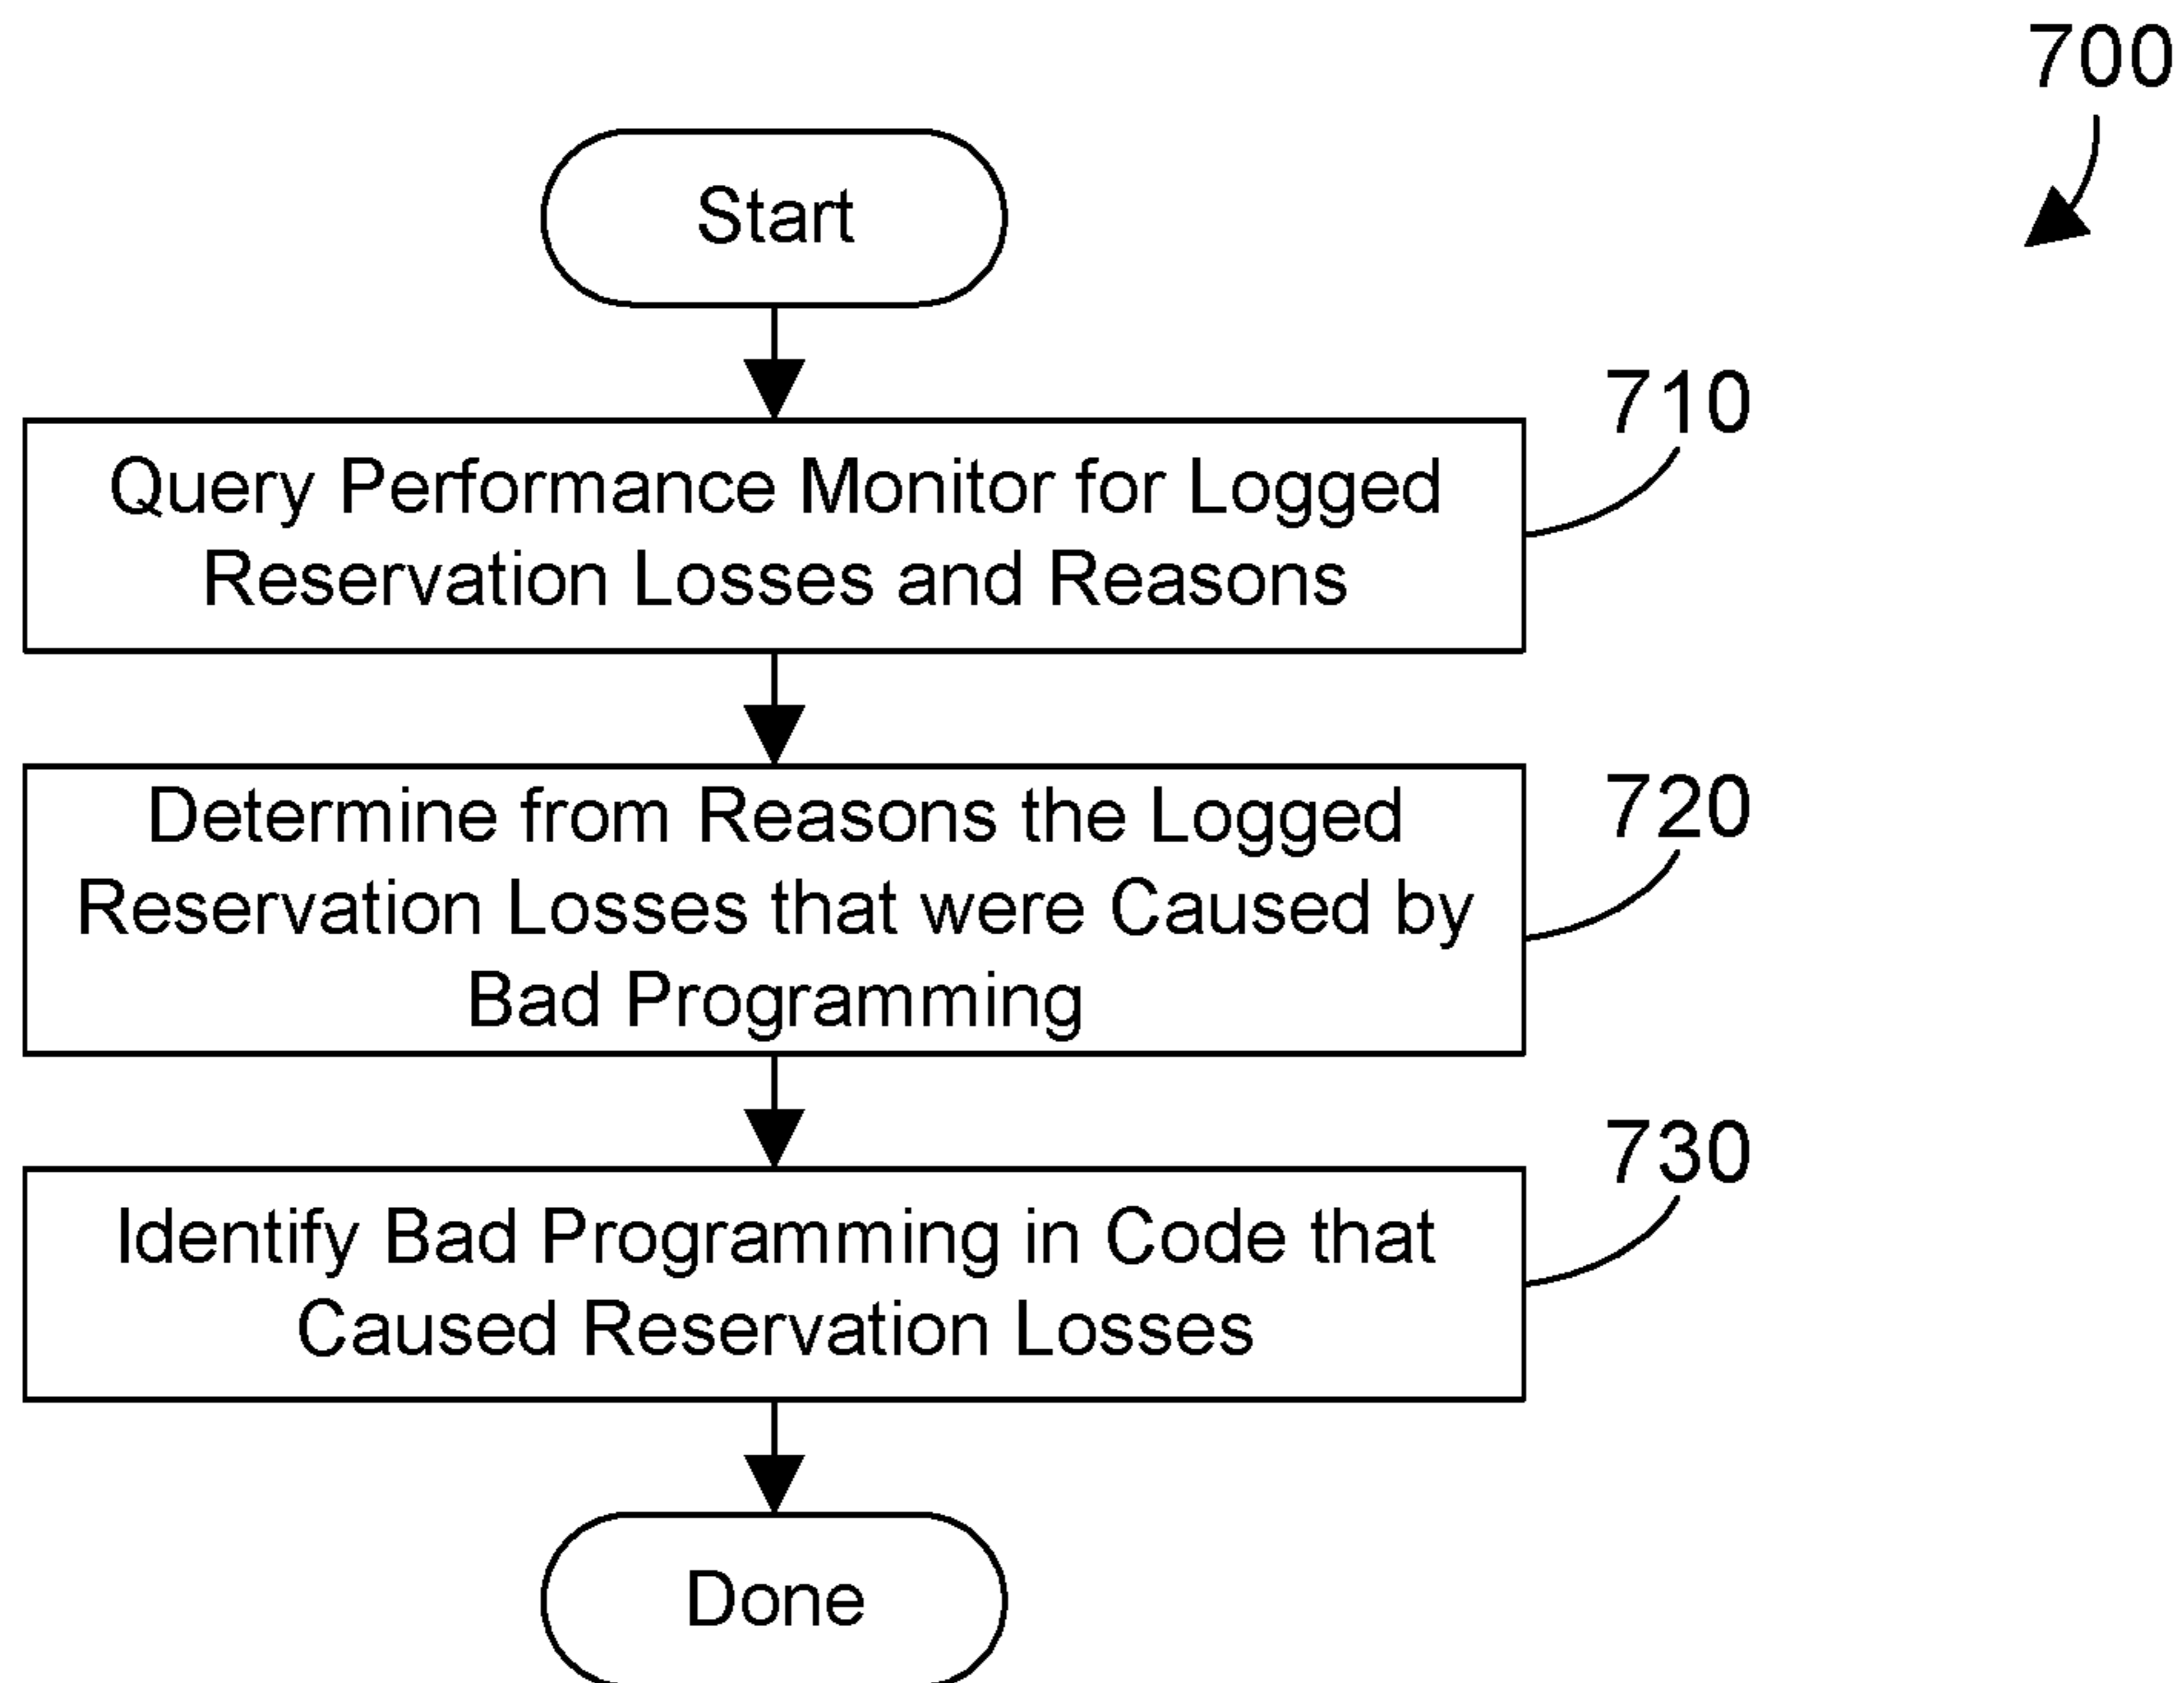 700
Start
710
Query Performance Monitor for Logged
Reservation Losses and Reasons
720
Determine from Reasons the Logged
Reservation Losses that were Caused by
Bad Programming
730
Identify Bad Programming in Code that
Caused Reservation Losses
Done